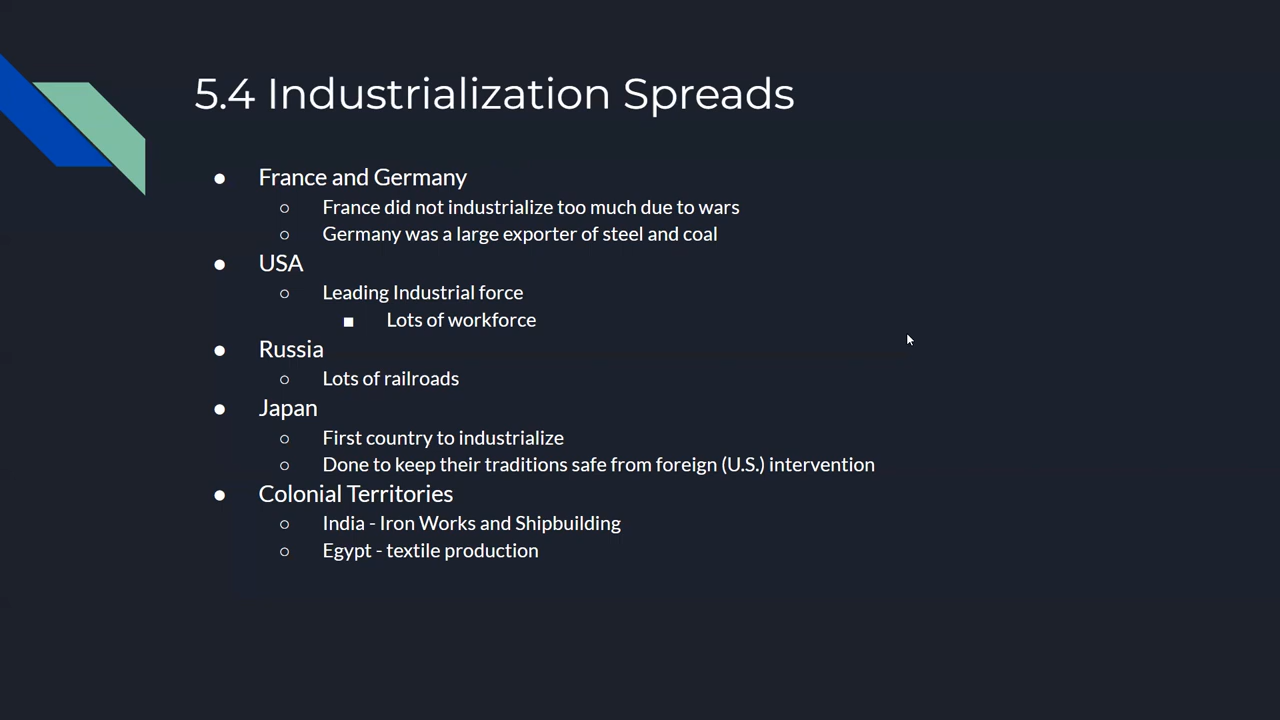 5.4 Industrialization Spreads
● France and Germany
○ France did not industrialize too much due to wars
○ Germany was a large exporter of steel and coal
● USA
○ Leading Industrial force
■ Lots of workforce
● Russia
○ Lots of railroads
● Japan
○ First country to industrialize
○ Done to keep their traditions safe from foreign (U.S.) intervention
● Colonial Territories
○ India - Iron Works and Shipbuilding
○ Egypt - textile production